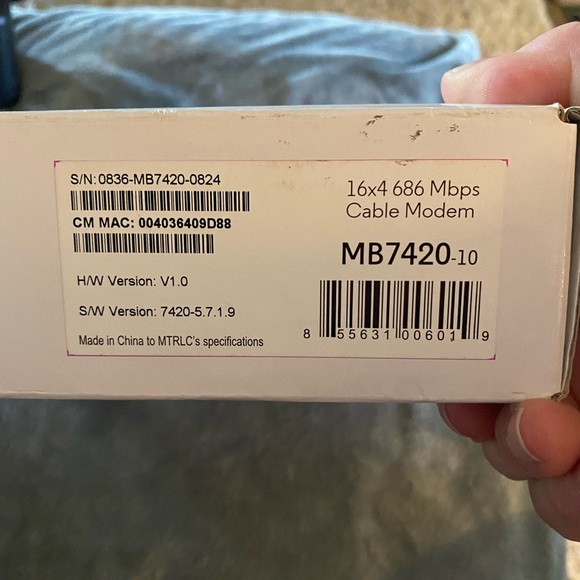 S/N: 0836-MB7420-0824
CM MAC: 004036409D88
H/W Version: V1.0
S/W Version: 7420-5.7.1.9
Made in China to MTRLC's specifications
16x4 686 Mbps
Cable Modem
MB7420-10
8 55631 00601 9